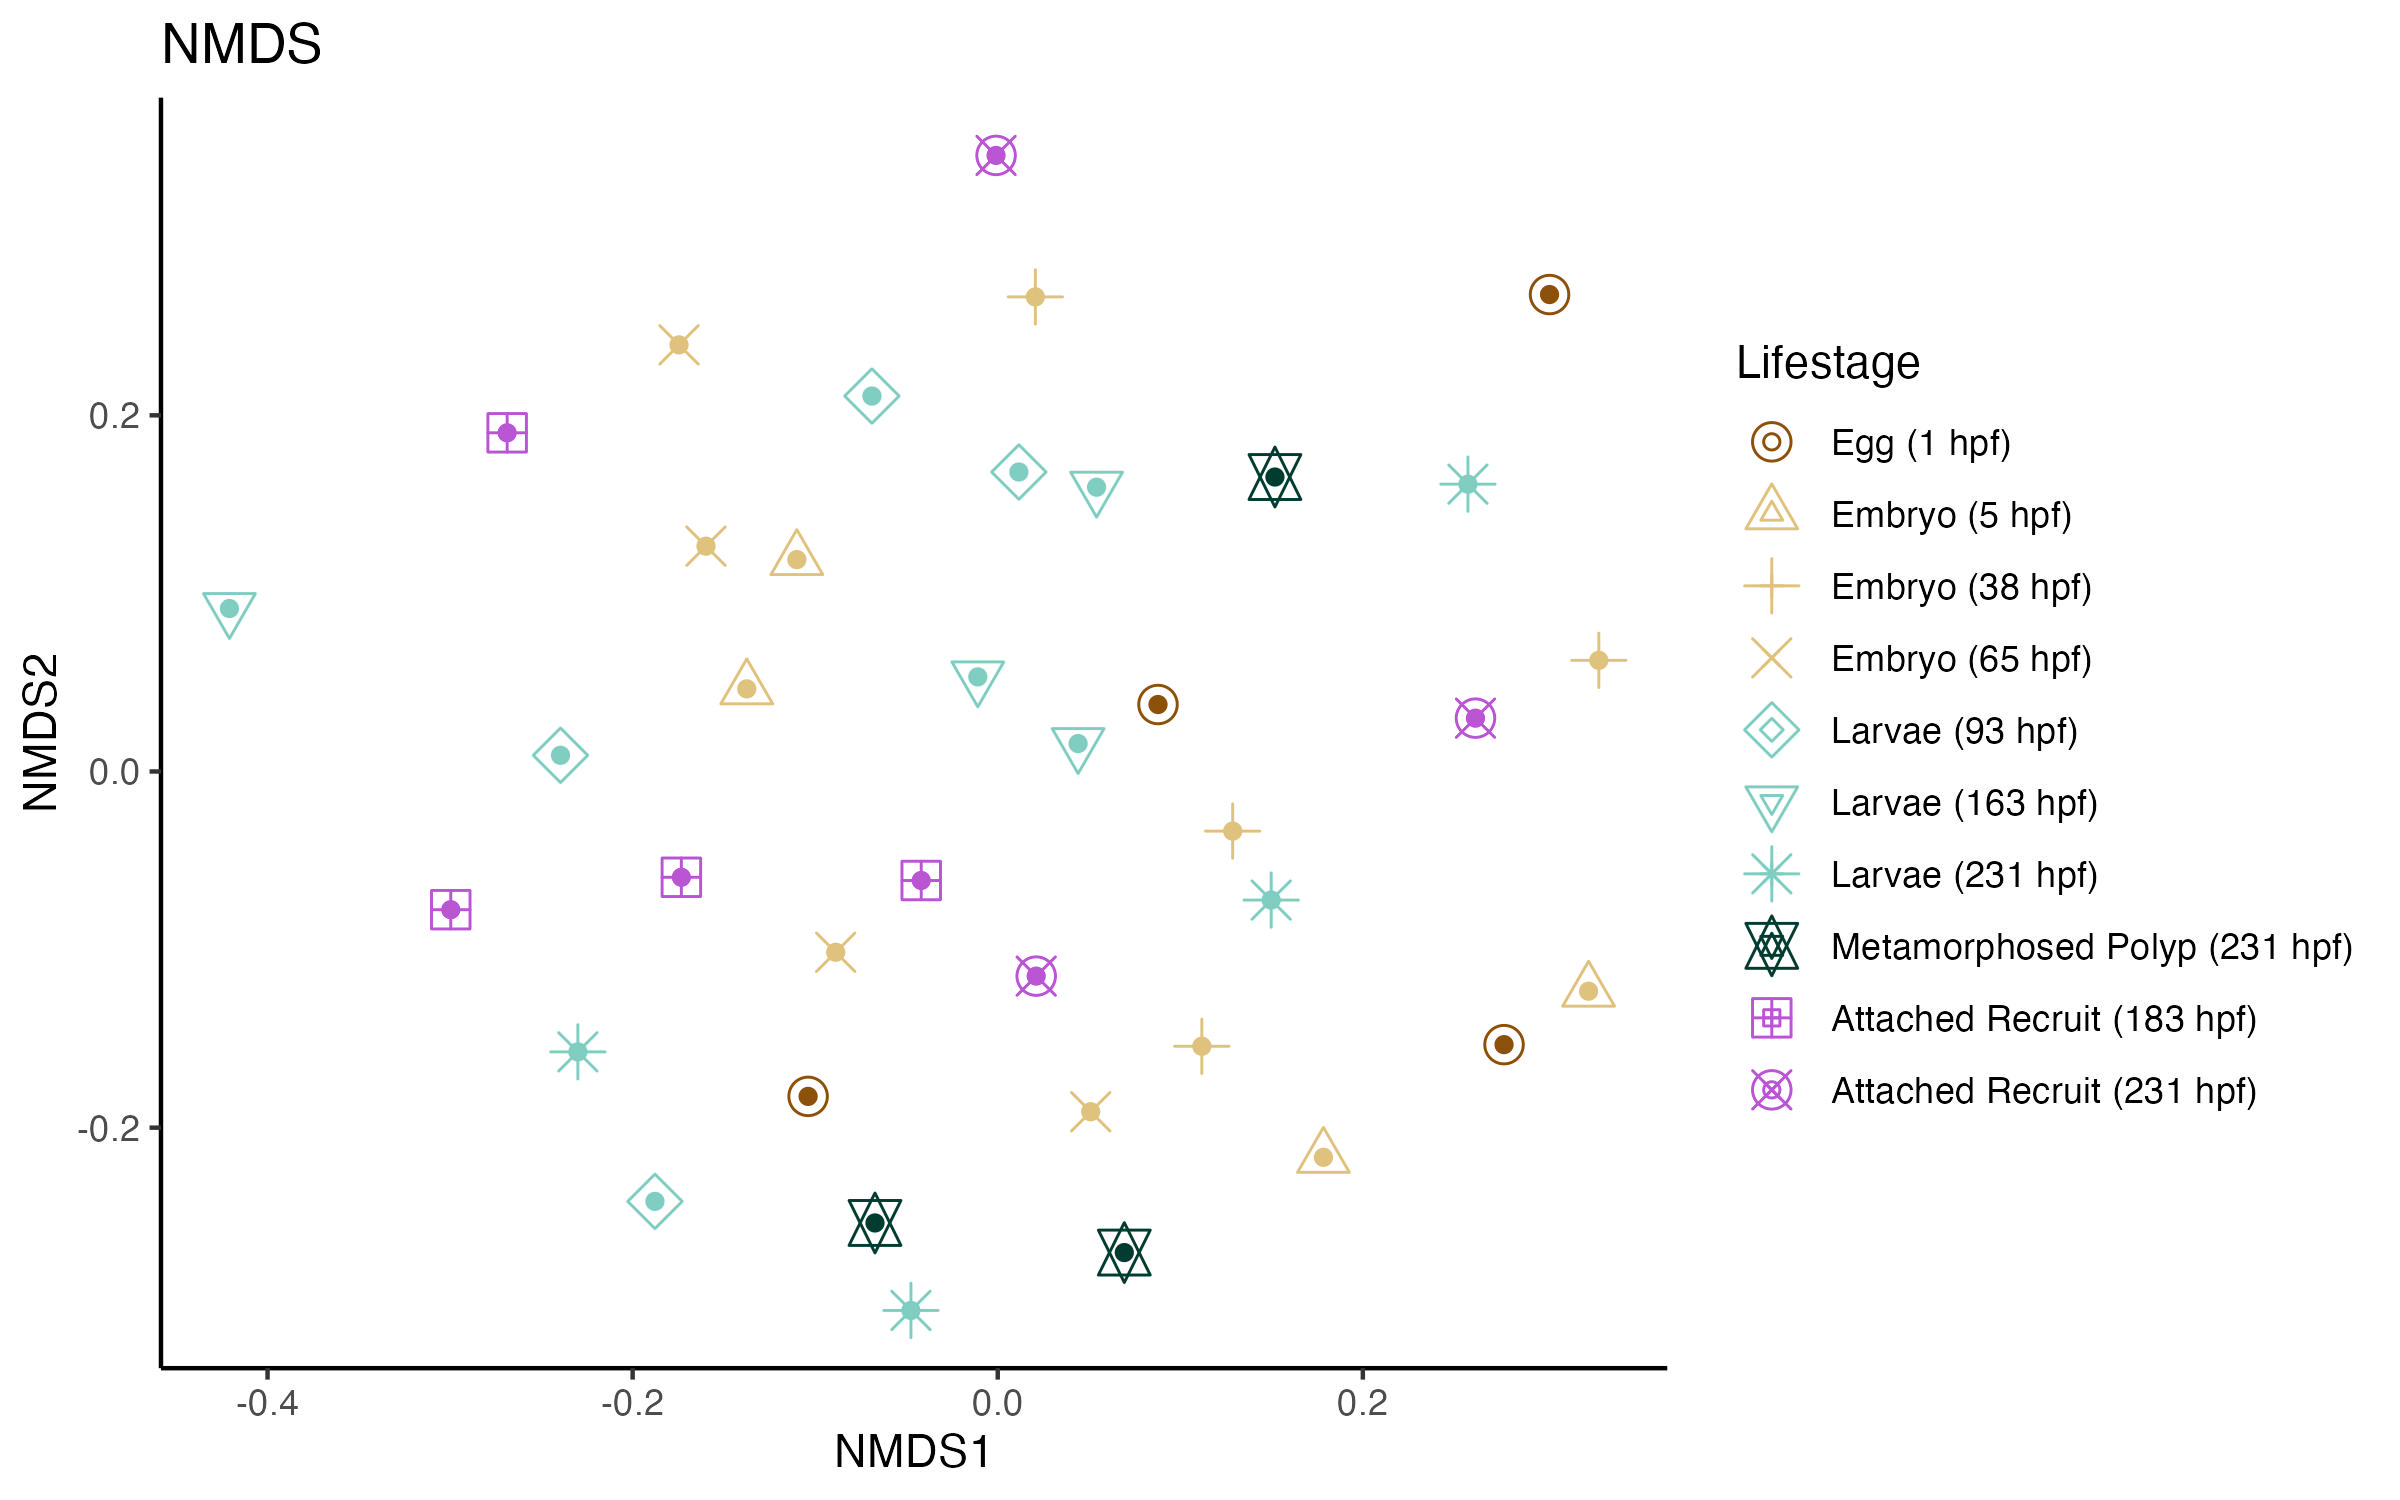 NMDS
0.2
0.0
-0.2
NMDS2
-0.4
-0.2
0.0
0.2
NMDS1
Lifestage
Egg (1 hpf)
Embryo (5 hpf)
Embryo (38 hpf)
Embryo (65 hpf)
Larvae (93 hpf)
Larvae (163 hpf)
Larvae (231 hpf)
Metamorphosed Polyp (231 hpf)
Attached Recruit (183 hpf)
Attached Recruit (231 hpf)